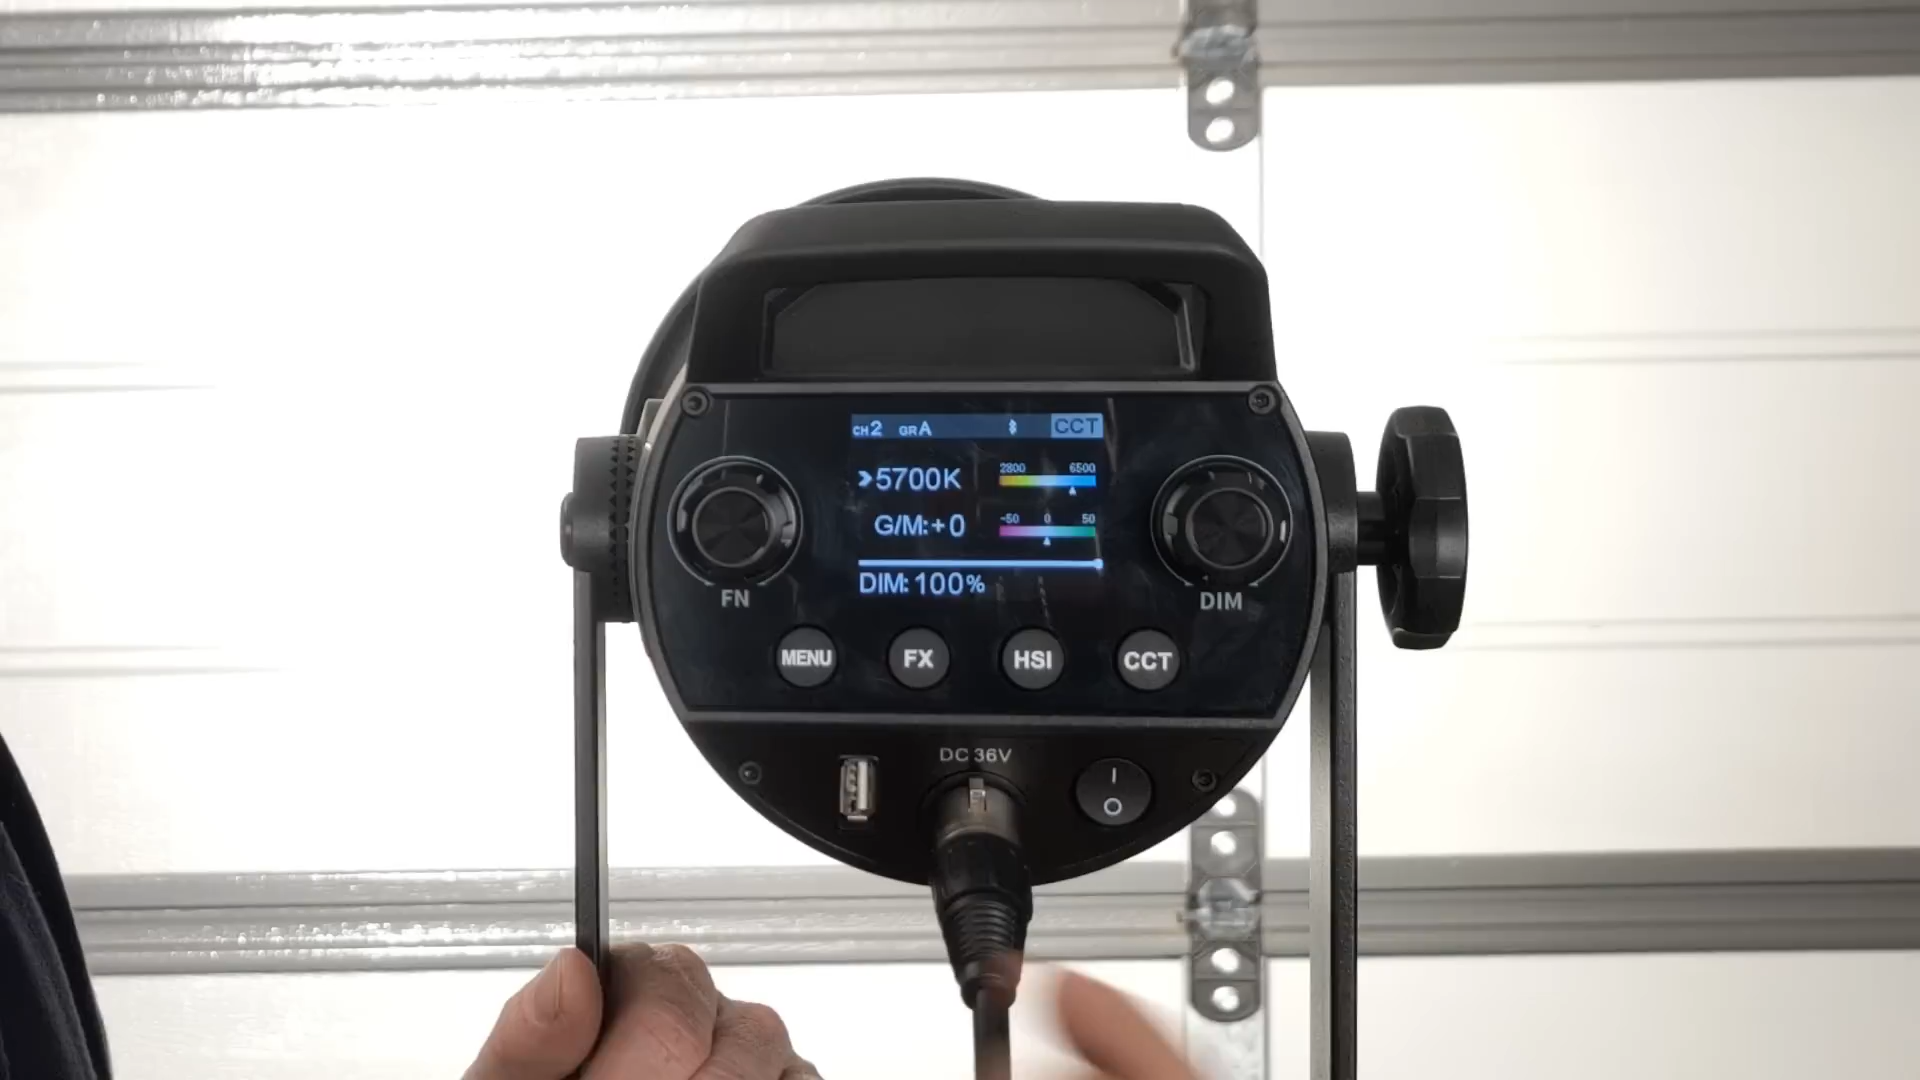 CH2 GRA CCT
5700K
2800 6500
G/M:+0
-50 0 50
DIM:100%
FN
DIM
MENU FX HSI CCT
DC 36V